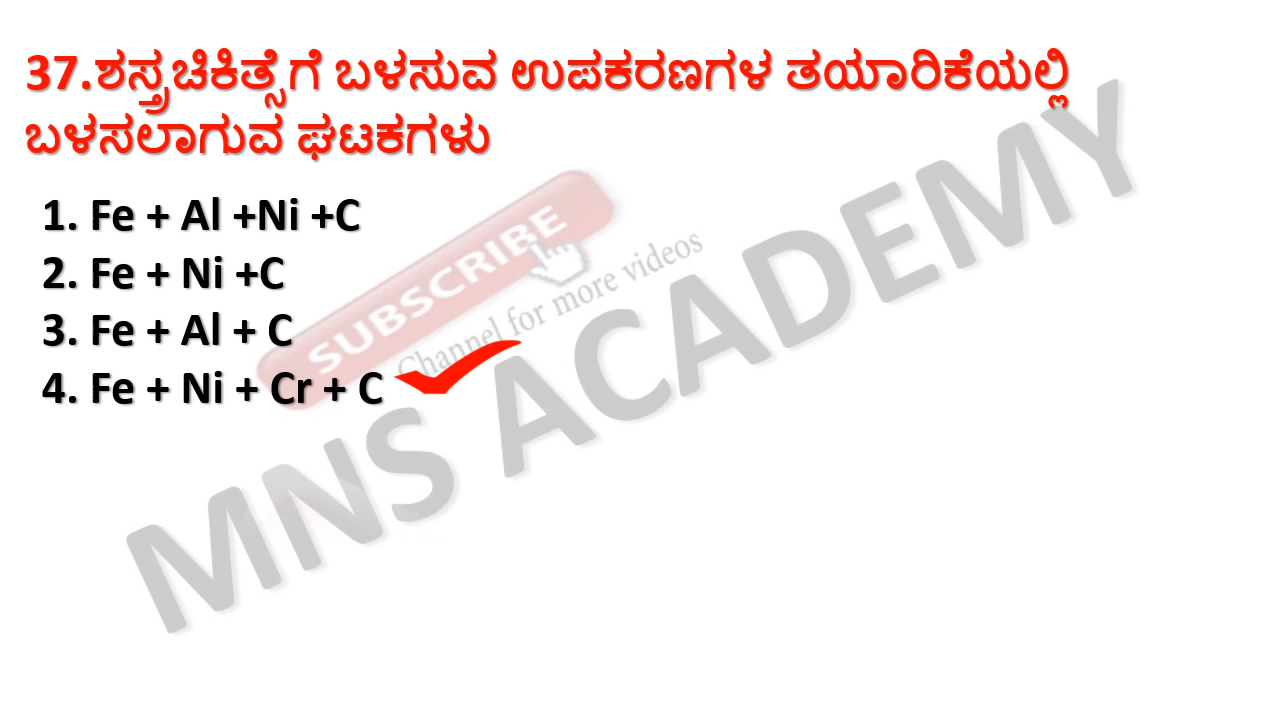 37.ಶಸ್ತ್ರಚಿಕಿತ್ಸೆಗೆ ಬಳಸುವ ಉಪಕರಣಗಳ ತಯಾರಿಕೆಯಲ್ಲಿ
ಬಳಸಲಾಗುವ ಘಟಕಗಳು
1. Fe + Al +Ni +C
2. Fe + Ni +C
3. Fe + Al + C
4. Fe + Ni + Cr + C
SUBSCRIBE
Channel for more videos
MNS ACADEMY